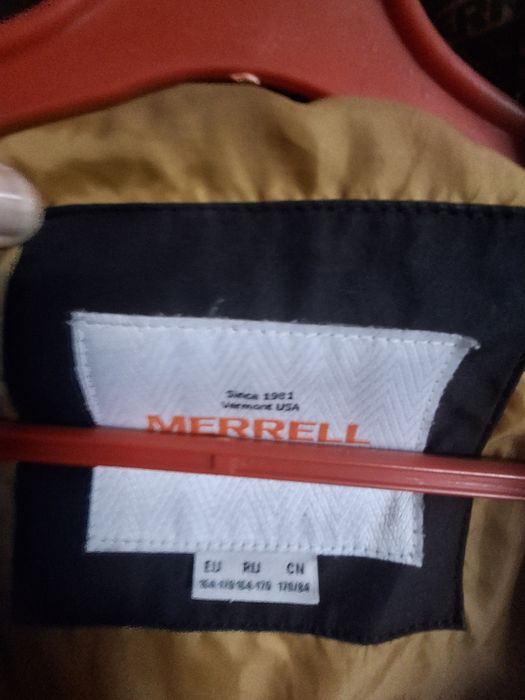 Since 1981
Vermont USA
MERRELL
EU RU CN
164-170 164-170 170/84